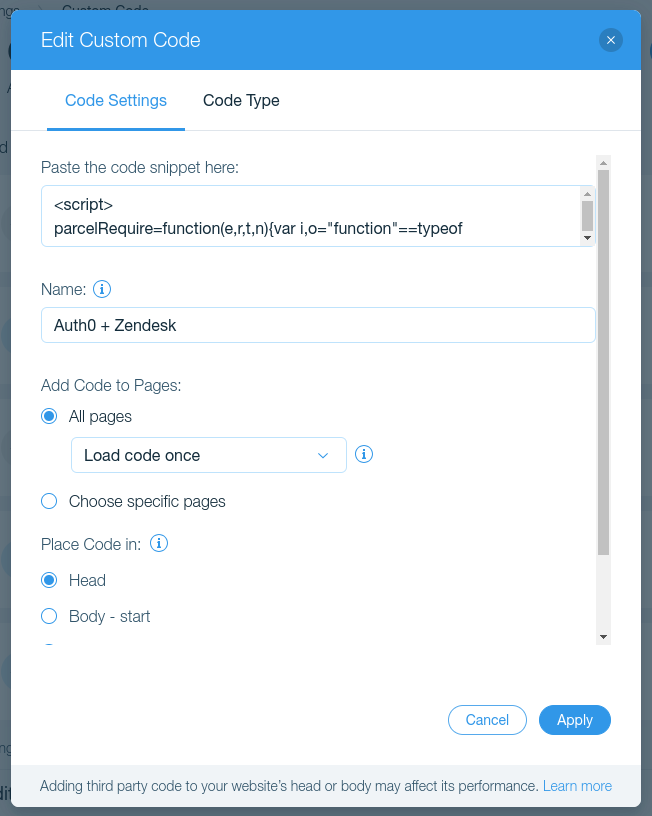 Custom Code
Edit Custom Code
Code Settings
Code Type
Paste the code snippet here:
<script>
parcelRequire=function(e,r,t,n){var i,o="function"==typeof
Name:
Auth0 + Zendesk
Add Code to Pages:
All pages
Load code once
Choose specific pages
Place Code in:
Head
Body - start
Cancel
Apply
Adding third party code to your website's head or body may affect its performance. Learn more